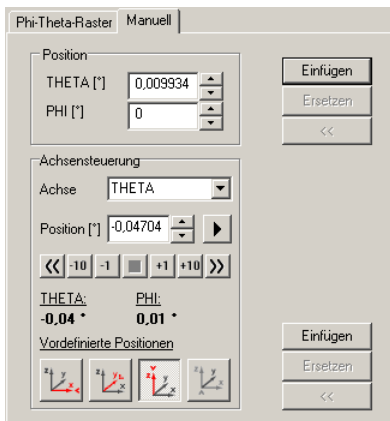 Phi-Theta-Raster Manuell
Position
THETA [°] 0,009934
PHI [°] 0
Einfügen
Ersetzen
<<
Achsensteuerung
Achse THETA
Position [°] -0,04704
<< -10 -1 +1 +10 >>
THETA: PHI:
-0,04 ° 0,01 °
Vordefinierte Positionen
z y x z y x z y x z y x
Einfügen
Ersetzen
<<